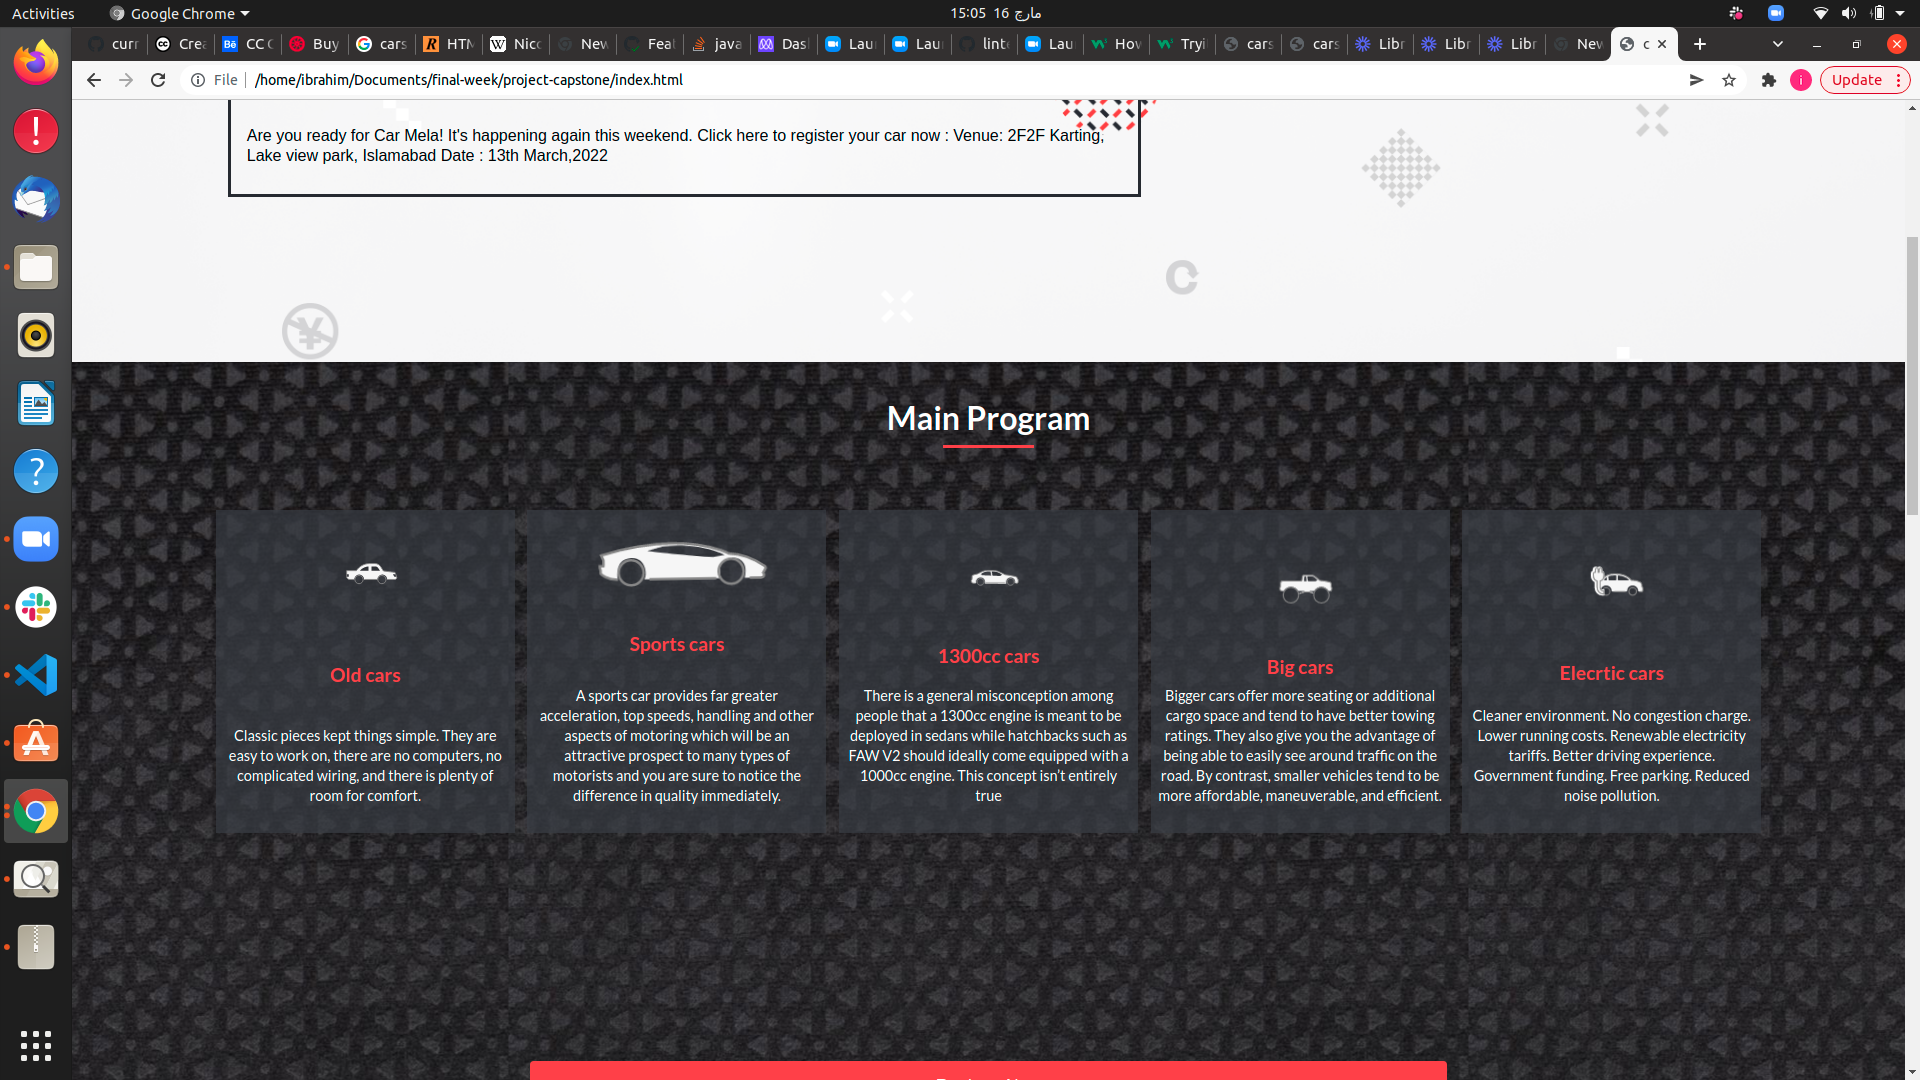 Activities
Google Chrome
15:05 16 مارچ
curr
Crea
CC C
Buy
cars
HTM
Nicc
New
Feat
java
Das
Laun
Laun
linte
Laun
How
Tryi
cars
cars
Libr
Libr
Libr
New
c
File
/home/ibrahim/Documents/final-week/project-capstone/index.html
i
Update
Are you ready for Car Mela! It's happening again this weekend. Click here to register your car now : Venue: 2F2F Karting,
Lake view park, Islamabad Date : 13th March,2022
Main Program
Old cars
Classic pieces kept things simple. They are
easy to work on, there are no computers, no
complicated wiring, and there is plenty of
room for comfort.
Sports cars
A sports car provides far greater
acceleration, top speeds, handling and other
aspects of motoring which will be an
attractive prospect to many types of
motorists and you are sure to notice the
difference in quality immediately.
1300cc cars
There is a general misconception among
people that a 1300cc engine is meant to be
deployed in sedans while hatchbacks such as
FAW V2 should ideally come equipped with a
1000cc engine. This concept isn’t entirely
true
Big cars
Bigger cars offer more seating or additional
cargo space and tend to have better towing
ratings. They also give you the advantage of
being able to easily see around traffic on the
road. By contrast, smaller vehicles tend to be
more affordable, maneuverable, and efficient.
Elecrtic cars
Cleaner environment. No congestion charge.
Lower running costs. Renewable electricity
tariffs. Better driving experience.
Government funding. Free parking. Reduced
noise pollution.